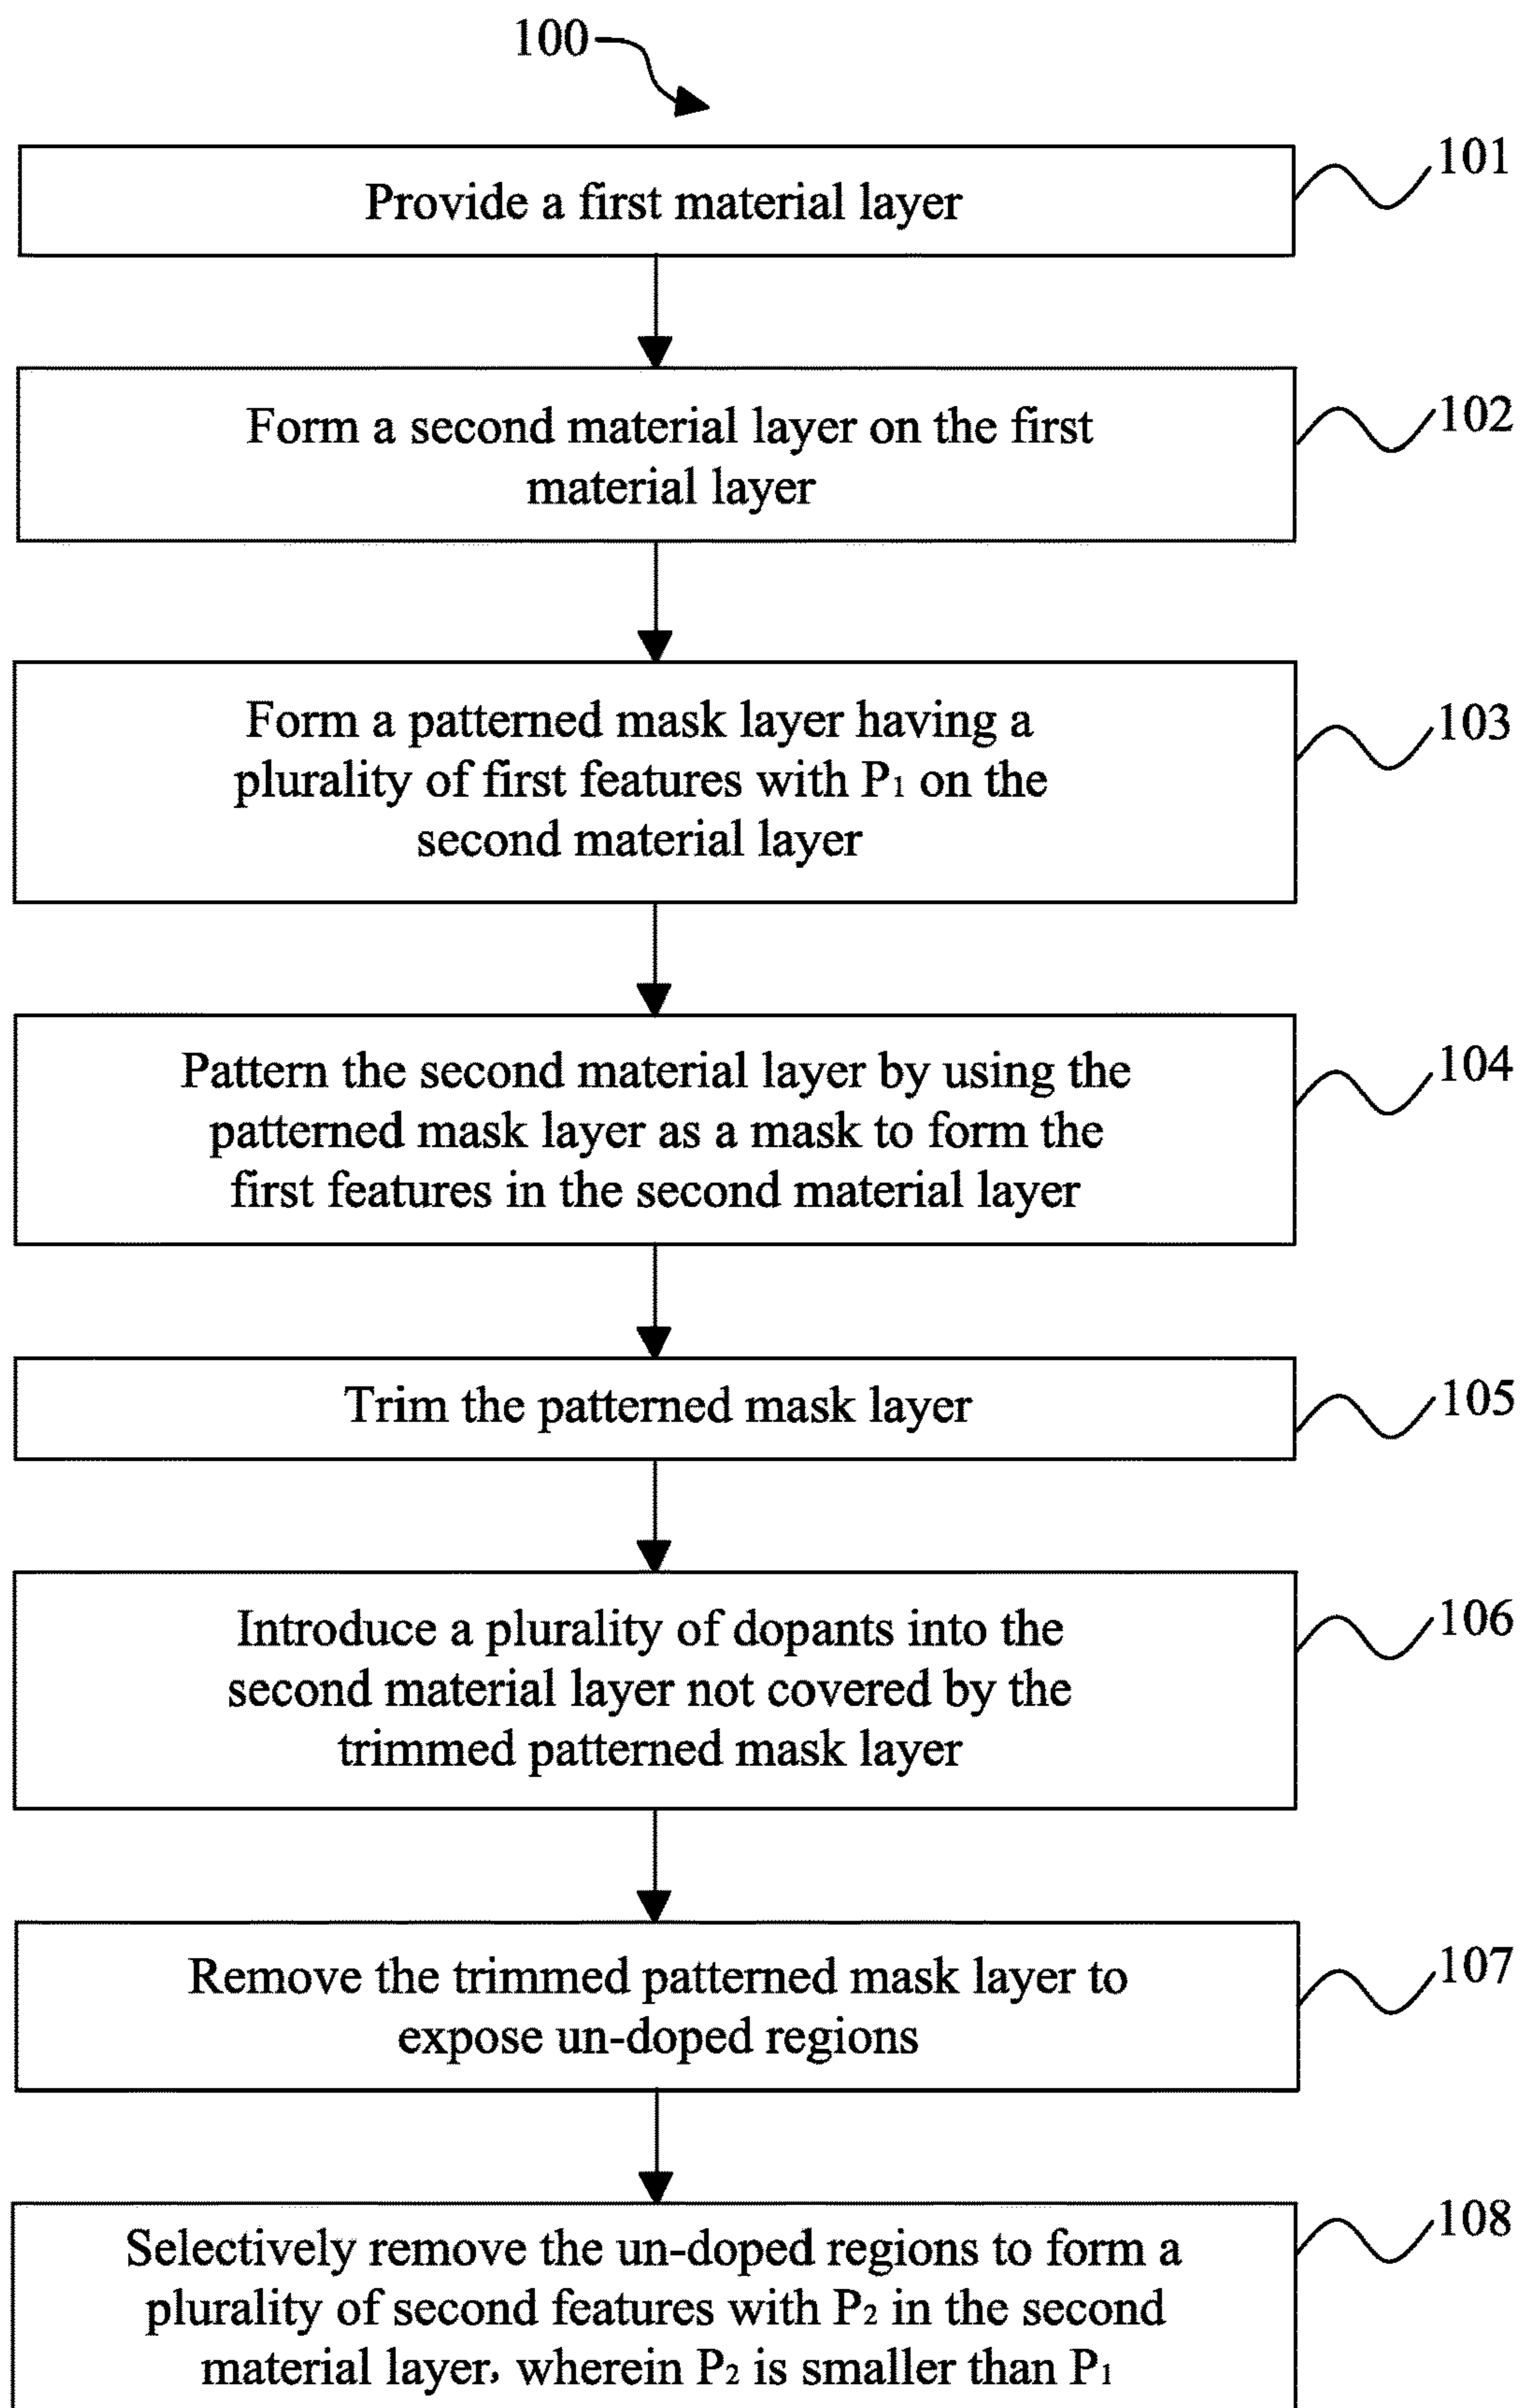 100
Provide a first material layer
101
Form a second material layer on the first
material layer
102
Form a patterned mask layer having a
plurality of first features with P₁ on the
second material layer
103
Pattern the second material layer by using the
patterned mask layer as a mask to form the
first features in the second material layer
104
Trim the patterned mask layer
105
Introduce a plurality of dopants into the
second material layer not covered by the
trimmed patterned mask layer
106
Remove the trimmed patterned mask layer to
expose un-doped regions
107
Selectively remove the un-doped regions to form a
plurality of second features with P₂ in the second
material layer, wherein P₂ is smaller than P₁
108